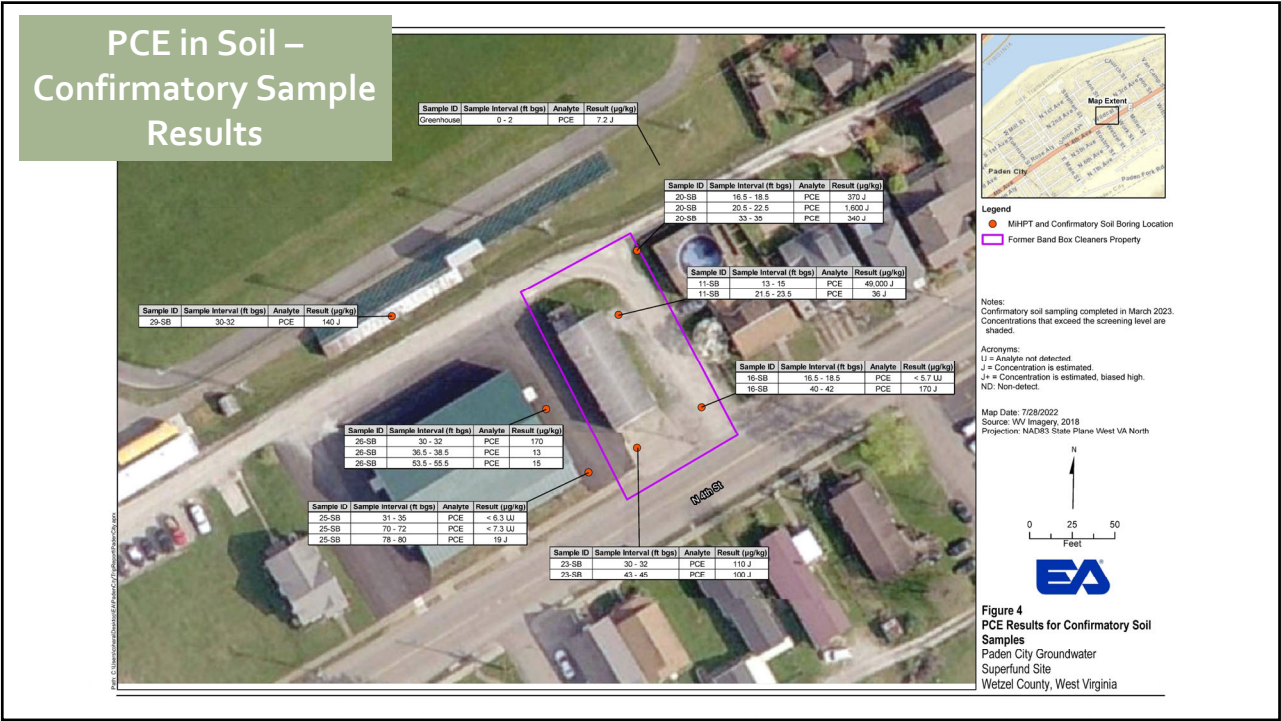 PCE in Soil –
Confirmatory Sample
Results
Sample ID Sample Interval (ft bgs) Analyte Result (µg/kg)
Greenhouse 0 - 2 PCE 7.2 J
Sample ID Sample Interval (ft bgs) Analyte Result (µg/kg)
20-SB 16.5 - 18.5 PCE 370 J
20-SB 20.5 - 22.5 PCE 1,600 J
20-SB 33 - 35 PCE 340 J
Sample ID Sample Interval (ft bgs) Analyte Result (µg/kg)
11-SB 13 - 15 PCE 49,000 J
11-SB 21.5 - 23.5 PCE 36 J
Sample ID Sample Interval (ft bgs) Analyte Result (µg/kg)
29-SB 30-32 PCE 140 J
Sample ID Sample Interval (ft bgs) Analyte Result (µg/kg)
16-SB 16.5 - 18.5 PCE < 5.7 UJ
16-SB 40 - 42 PCE 170 J
Sample ID Sample Interval (ft bgs) Analyte Result (µg/kg)
26-SB 30 - 32 PCE 170
26-SB 36.5 - 38.5 PCE 13
26-SB 53.5 - 55.5 PCE 15
Sample ID Sample Interval (ft bgs) Analyte Result (µg/kg)
25-SB 31 - 35 PCE < 6.3 UJ
25-SB 70 - 72 PCE < 7.3 UJ
25-SB 78 - 80 PCE 19 J
Sample ID Sample Interval (ft bgs) Analyte Result (µg/kg)
23-SB 30 - 32 PCE 110 J
23-SB 43 - 45 PCE 100 J
N 4th St
Map Extent
Paden City
Legend
MiHPT and Confirmatory Soil Boring Location
Former Band Box Cleaners Property
Notes:
Confirmatory soil sampling completed in March 2023.
Concentrations that exceed the screening level are
shaded.
Acronyms:
U = Analyte not detected.
J = Concentration is estimated.
J+ = Concentration is estimated, biased high.
ND: Non-detect.
Map Date: 7/28/2022
Source: WV Imagery, 2018
Projection: NAD83 State Plane West VA North
N
0 25 50
Feet
EA
Figure 4
PCE Results for Confirmatory Soil
Samples
Paden City Groundwater
Superfund Site
Wetzel County, West Virginia